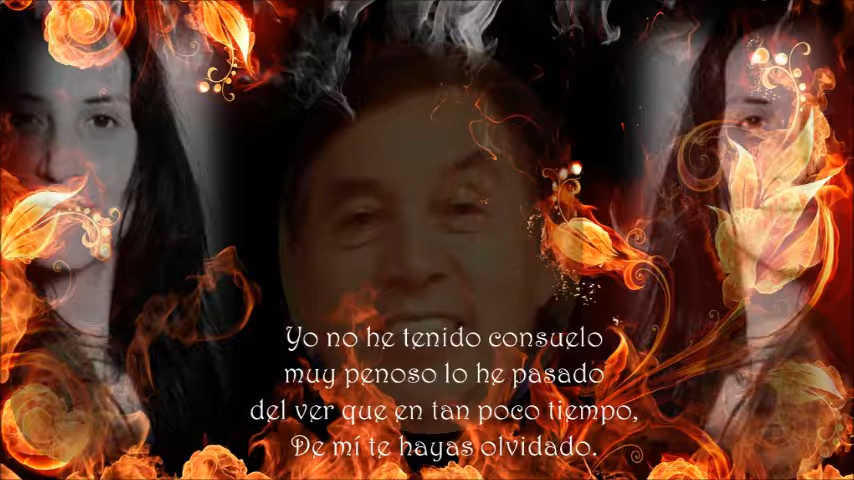 Yo no he tenido consuelo
muy penoso lo he pasado
del ver que en tan poco tiempo,
De mí te hayas olvidado.